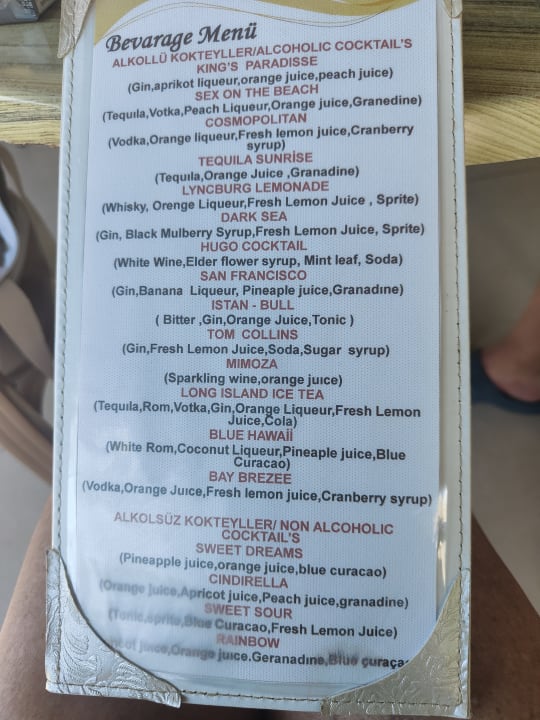 Bevarage Menü
ALKOLLÜ KOKTEYLLER/ALCOHOLIC COCKTAIL'S
KING'S PARADISSE
(Gin,aprikot liqueur,orange juice,peach juice)
SEX ON THE BEACH
(Tequıla,Votka,Peach Liqueur,Orange juice,Granedine)
COSMOPOLITAN
(Vodka,Orange liqueur,Fresh lemon juice,Cranberry
syrup)
TEQUILA SUNRİSE
(Tequıla,Orange Juice ,Granadine)
LYNCBURG LEMONADE
(Whisky, Orenge Liqueur,Fresh Lemon Juice , Sprite)
DARK SEA
(Gin, Black Mulberry Syrup,Fresh Lemon Juice, Sprite)
HUGO COCKTAIL
(White Wine,Elder flower syrup, Mint leaf, Soda)
SAN FRANCISCO
(Gin,Banana Liqueur, Pineaple juice,Granadıne)
ISTAN - BULL
( Bitter ,Gin,Orange Juice,Tonic )
TOM COLLINS
(Gin,Fresh Lemon Juice,Soda,Sugar syrup)
MIMOZA
(Sparkling wine,orange juıce)
LONG ISLAND ICE TEA
(Tequıla,Rom,Votka,Gin,Orange Liqueur,Fresh Lemon
Juice,Cola)
BLUE HAWAİİ
(White Rom,Coconut Liqueur,Pineaple juice,Blue
Curacao)
BAY BREZEE
(Vodka,Orange Juıce,Fresh lemon juice,Cranberry syrup)
ALKOLSÜZ KOKTEYLLER/ NON ALCOHOLIC
COCKTAIL'S
SWEET DREAMS
(Pineapple juice,orange juice,blue curacao)
CINDIRELLA
(Orange juice,Apricot juice,Peach juice,granadine)
SWEET SOUR
(Tonic,sprite,Blue Curacao,Fresh Lemon Juice)
RAINBOW
juice,Orange juice,Geranadıne,Blue